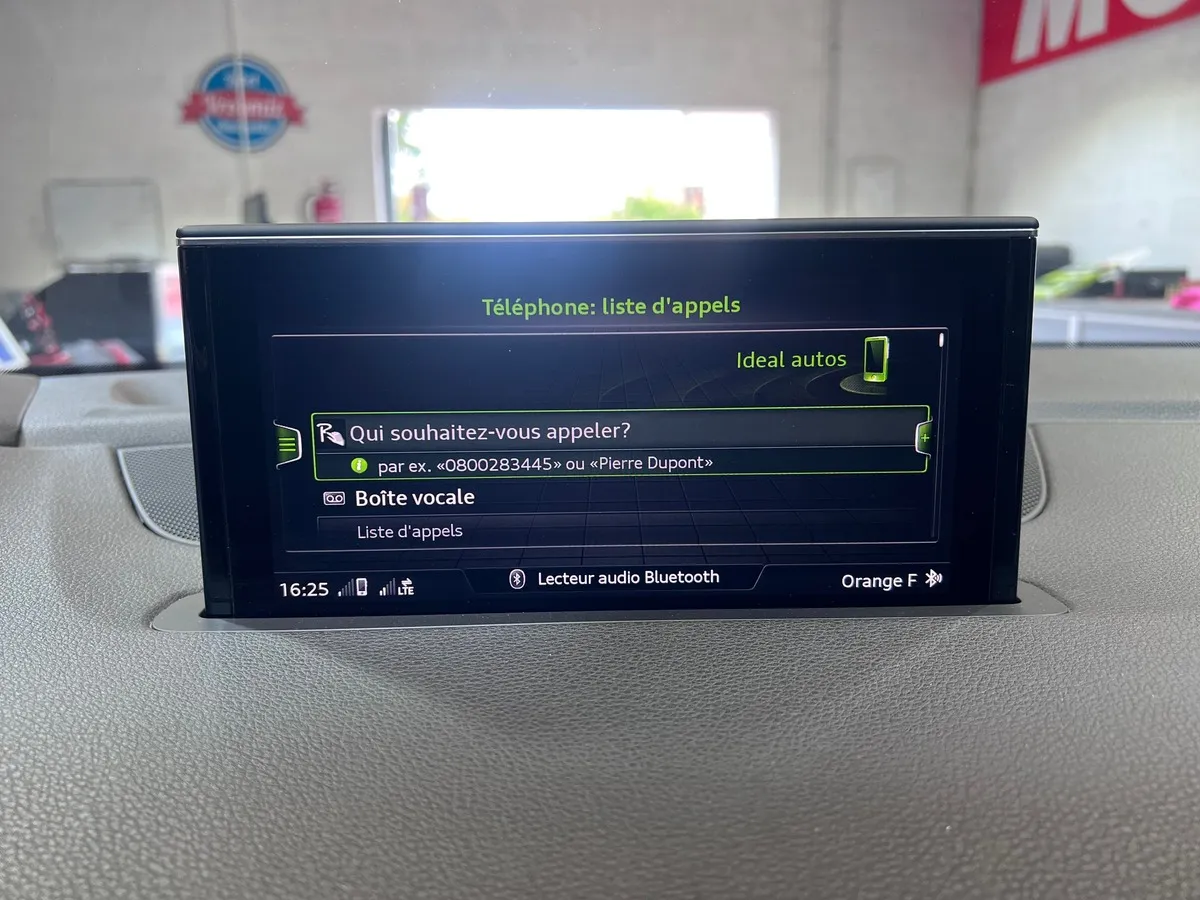 Téléphone: liste d'appels
Ideal autos
Qui souhaitez-vous appeler?
par ex. «0800283445» ou «Pierre Dupont»
Boîte vocale
Liste d'appels
16:25 LTE Lecteur audio Bluetooth Orange F